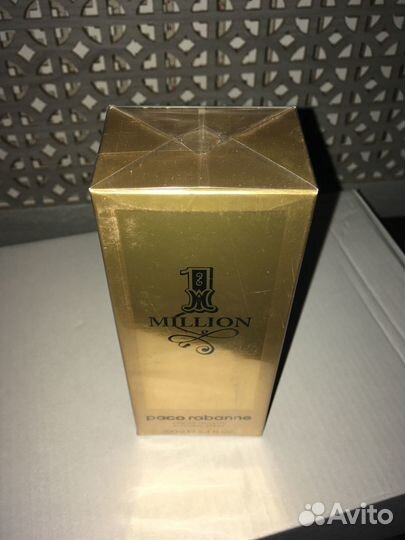 1
MILLION
paco rabanne
Avito